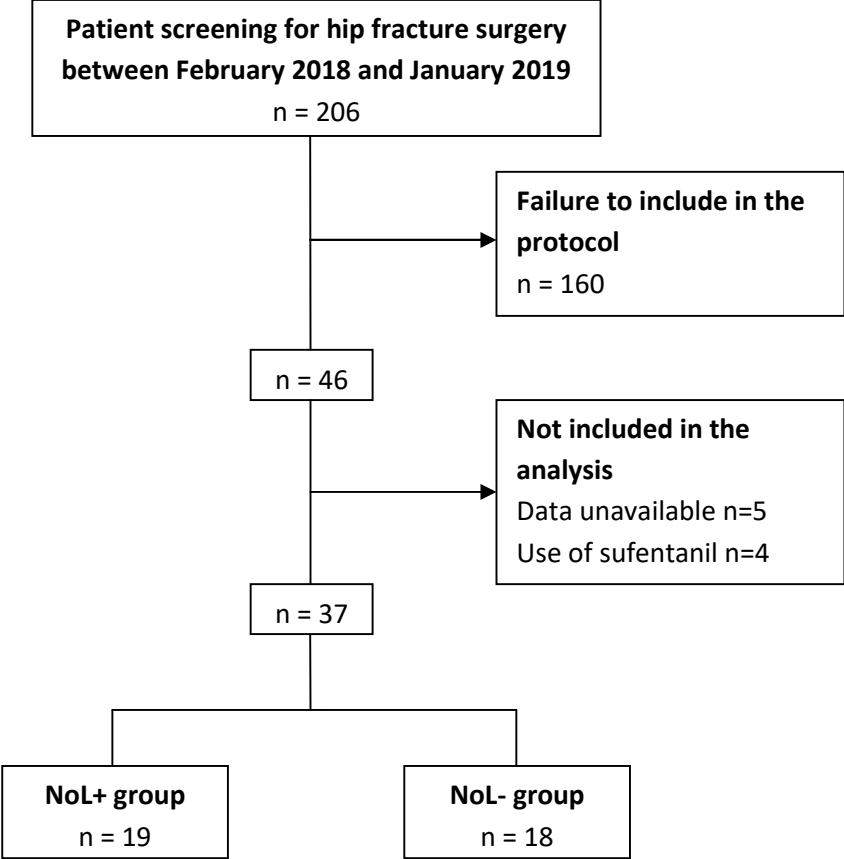 Patient screening for hip fracture surgery
between February 2018 and January 2019
n = 206
Failure to include in the
protocol
n = 160
n = 46
Not included in the
analysis
Data unavailable n=5
Use of sufentanil n=4
n = 37
NoL+ group
n = 19
NoL- group
n = 18